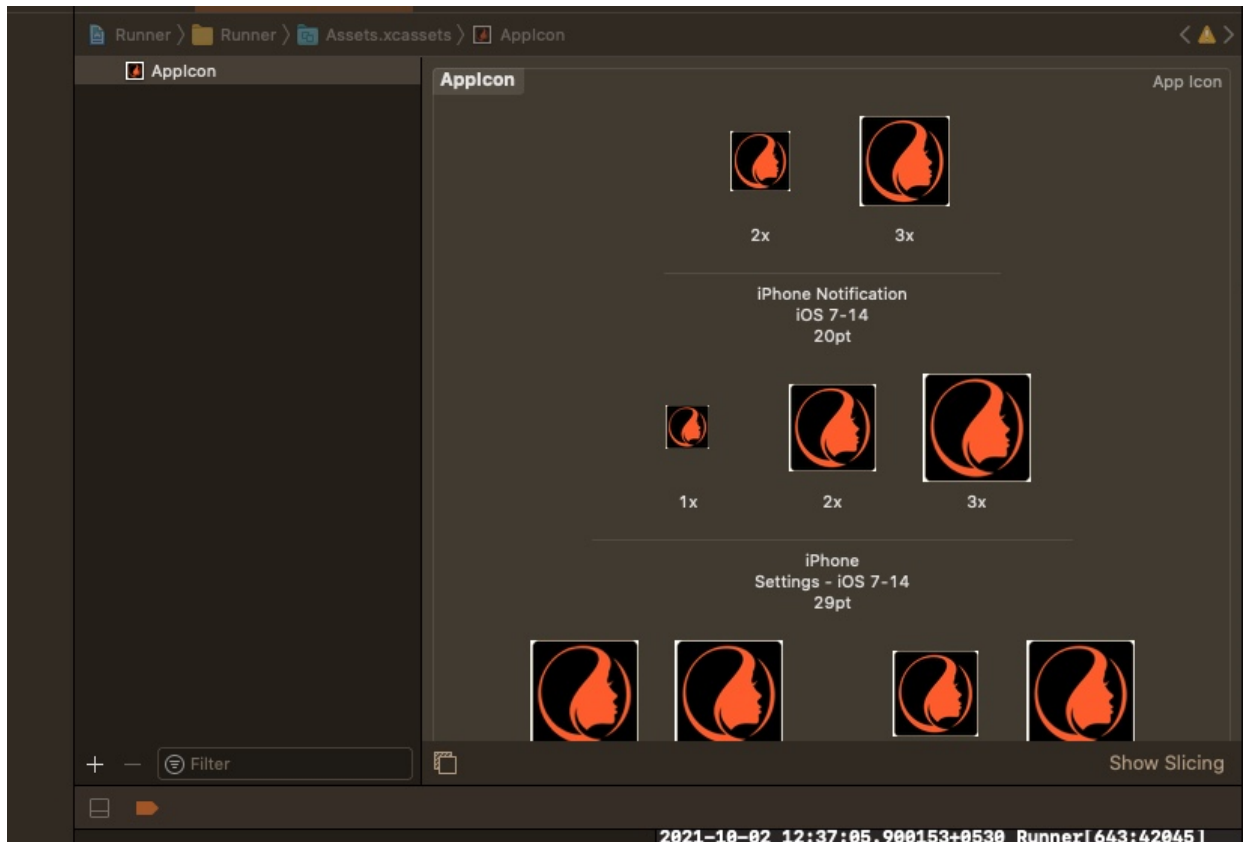 Runner Runner Assets.xcassets AppIcon
AppIcon
AppIcon
App Icon
2x 3x
iPhone Notification
iOS 7-14
20pt
1x 2x 3x
iPhone
Settings - iOS 7-14
29pt
Filter
Show Slicing
2021-10-02 12:37:05.900153+0530 Runner[643:42045]